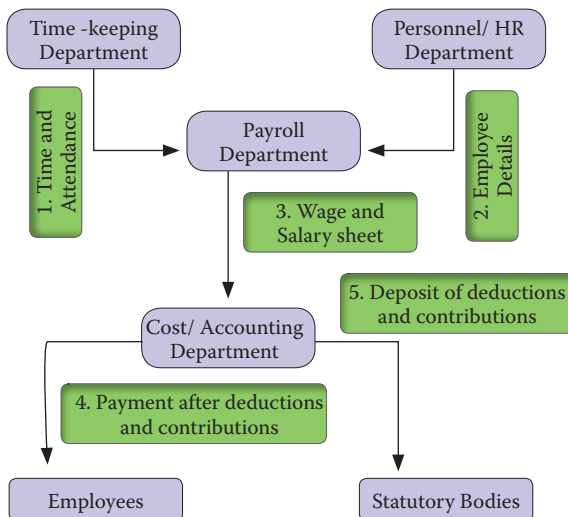 Time -keeping
Department
Personnel/ HR
Department
1. Time and
Attendance
Payroll
Department
2. Employee
Details
3. Wage and
Salary sheet
5. Deposit of deductions
and contributions
Cost/ Accounting
Department
4. Payment after deductions
and contributions
Employees
Statutory Bodies